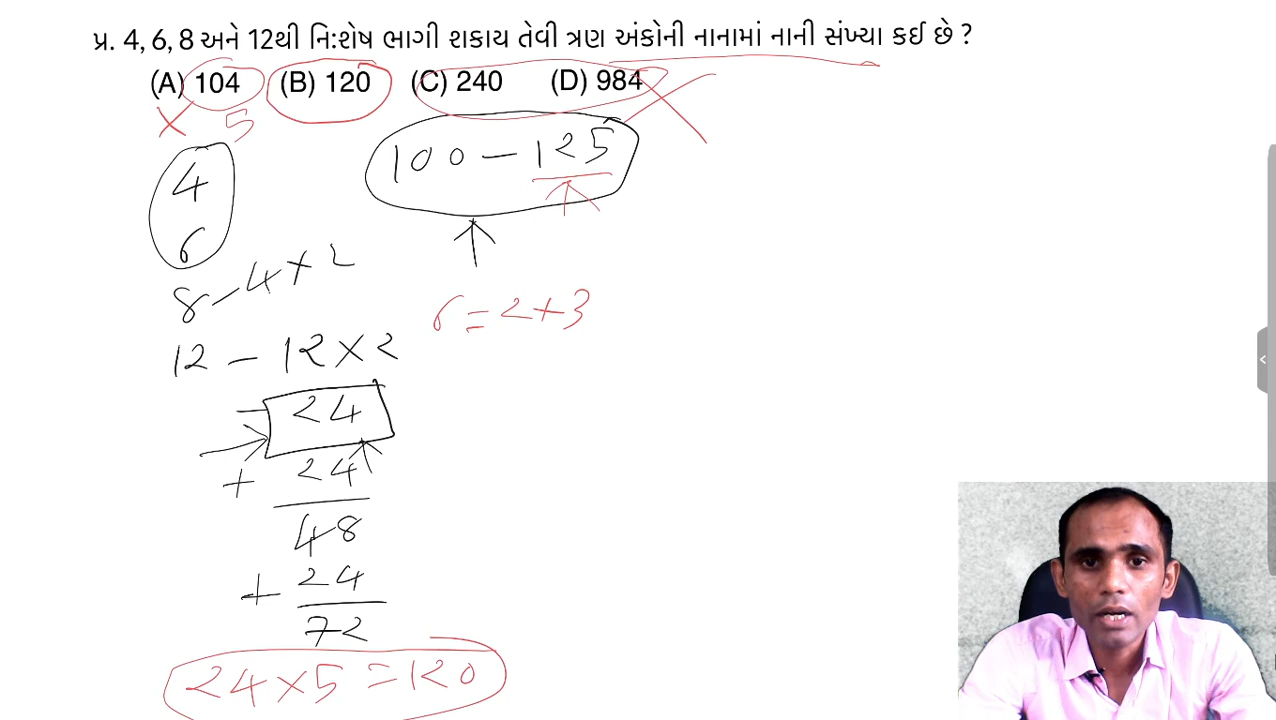 પ્ર. 4, 6, 8 અને 12થી નિ:શેષ ભાગી શકાય તેવી ત્રણ અંકોની નાનામાં નાની સંખ્યા કઈ છે ?
(A) 104 (B) 120 (C) 240 (D) 984
× 5
4
6
100 – 125
8 – 4 × 2
6 = 2 + 3
12 – 12 × 2
24
+ 24
48
+ 24
72
24 × 5 = 120